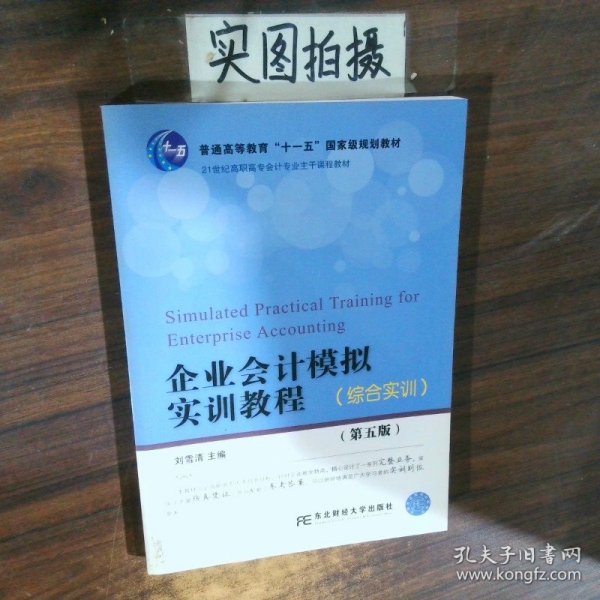 实图拍摄
十一五
普通高等教育“十一五”国家级规划教材
21世纪高职高专会计专业主干课程教材
Simulated Practical Training for
Enterprise Accounting
企业会计模拟
实训教程
（综合实训）
（第五版）
刘雪清 主编
东北财经大学出版社
孔夫子旧书网
www.kongfz.com